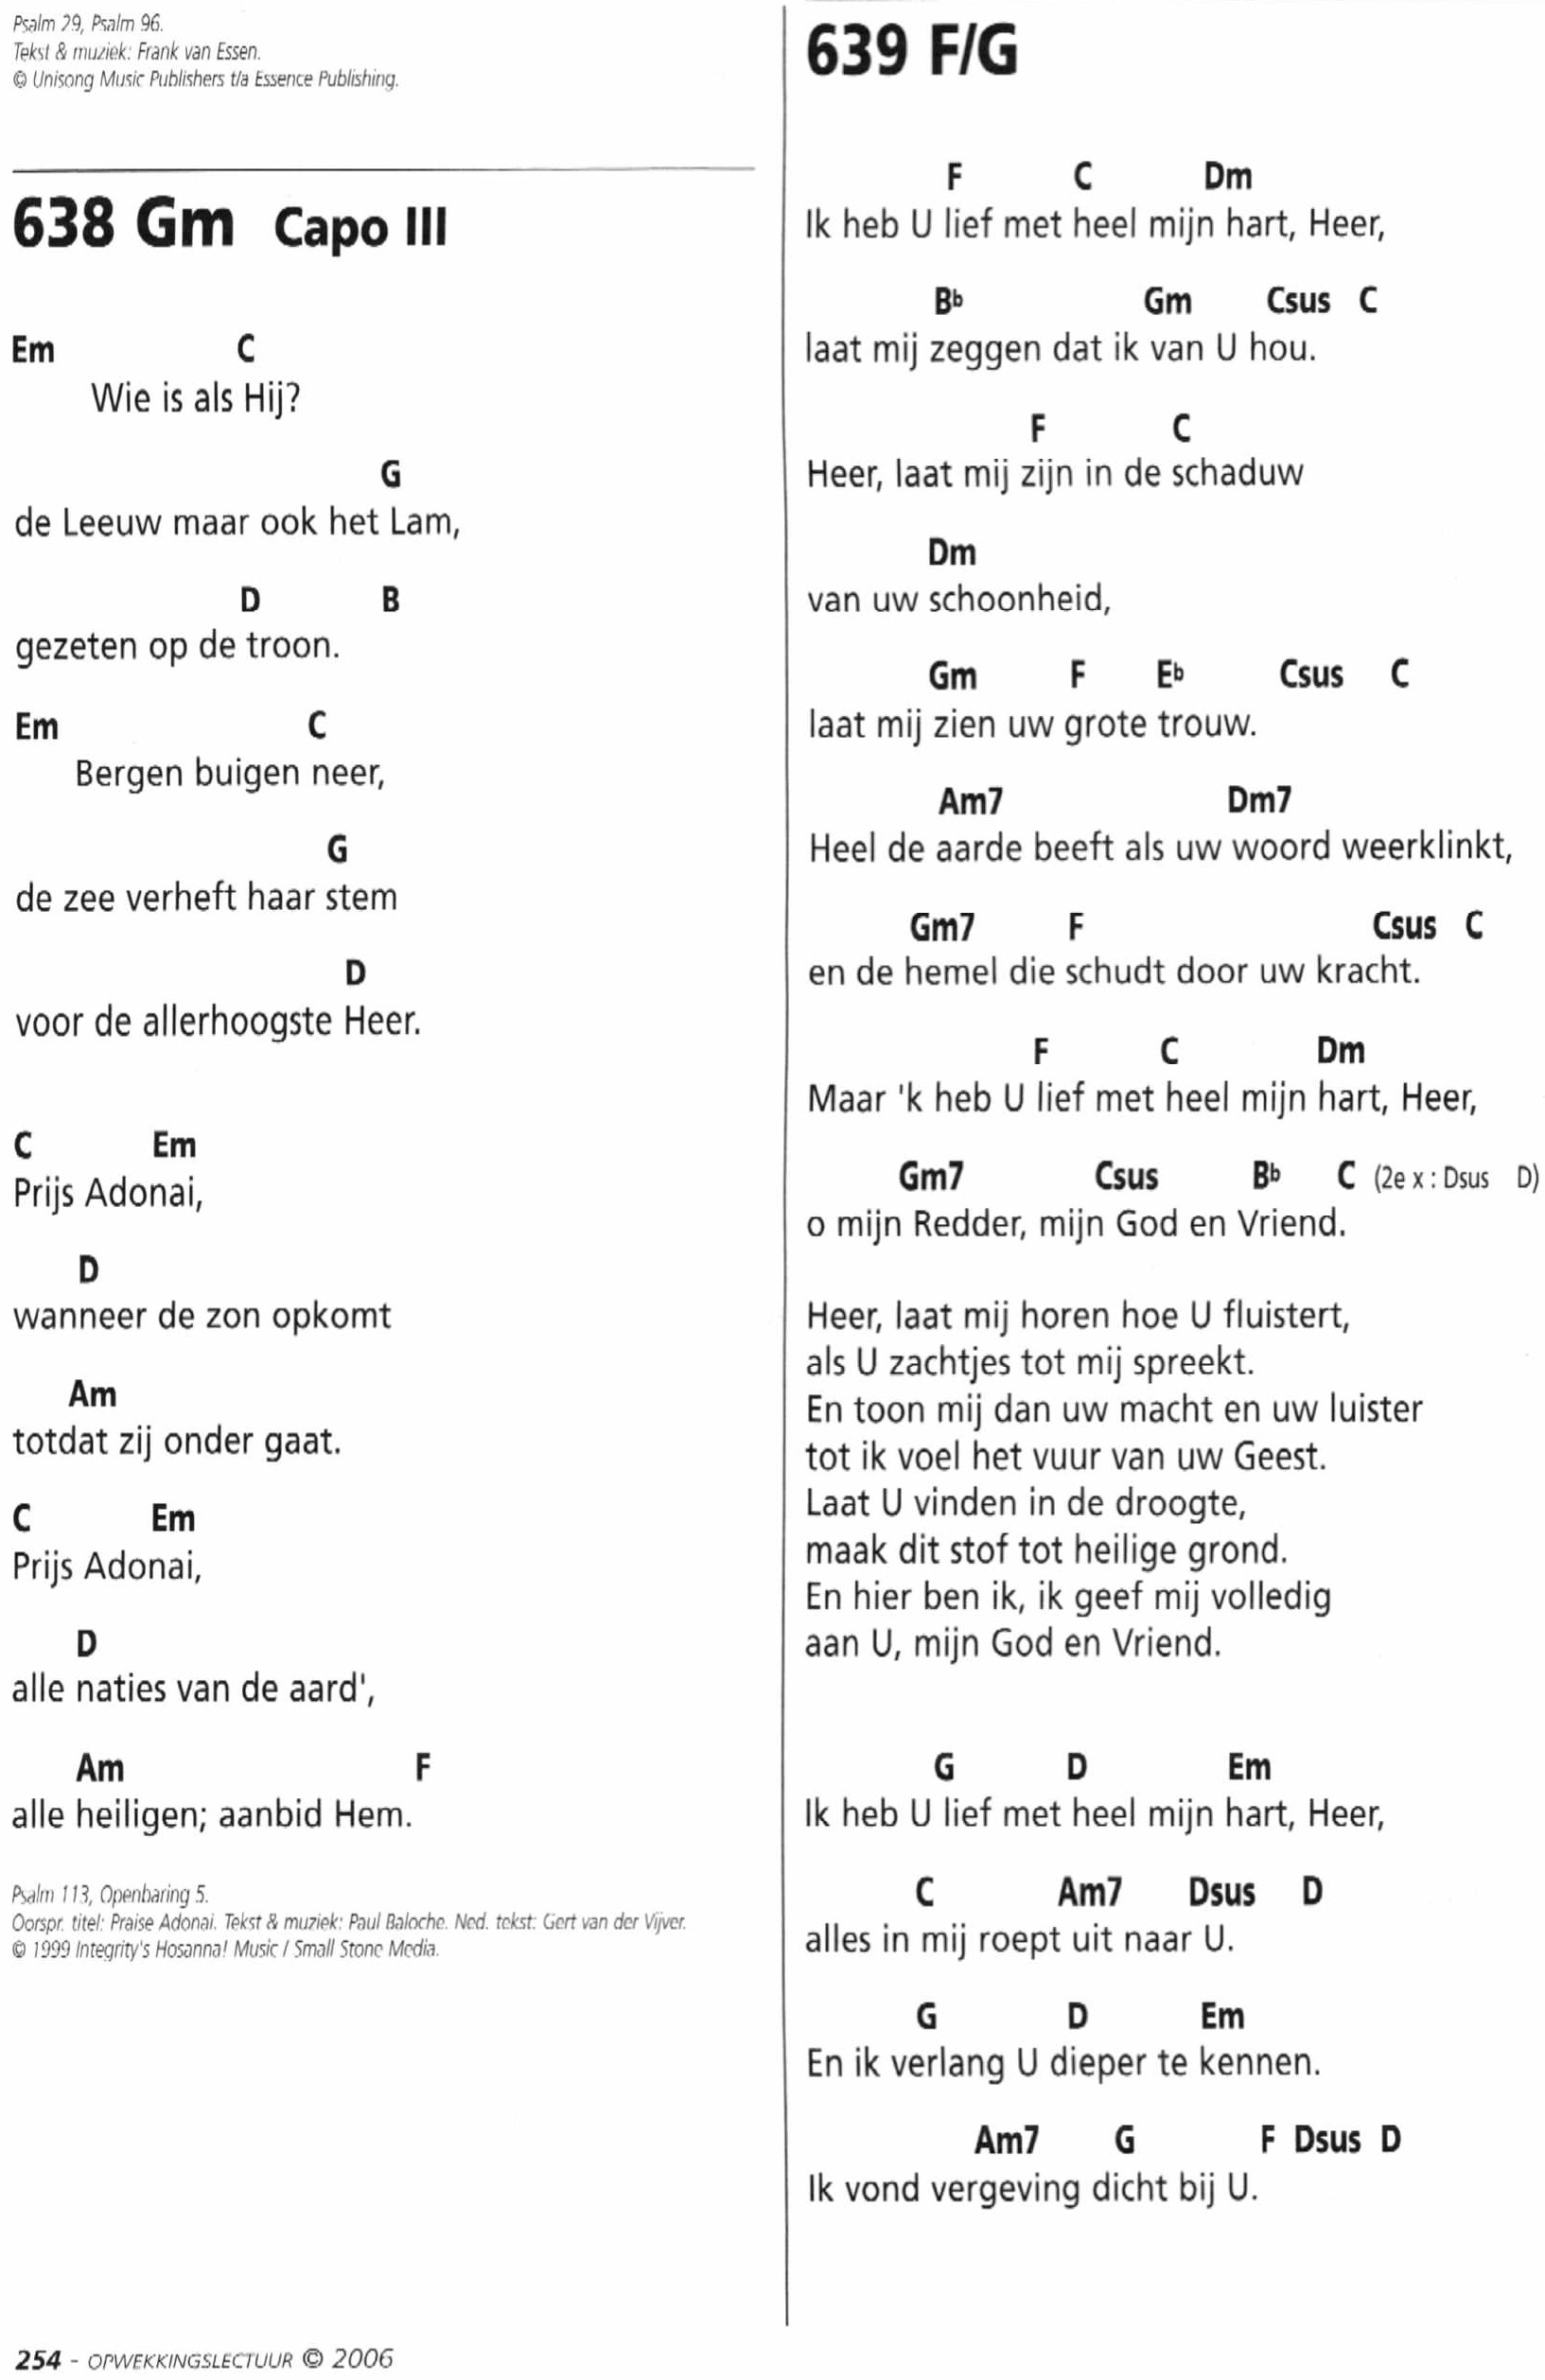 Psalm 29, Psalm 96.
Tekst & muziek: Frank van Essen.
© Unisong Music Publishers t/a Essence Publishing.
638 Gm Capo III
Em C
Wie is als Hij?
G
de Leeuw maar ook het Lam,
D B
gezeten op de troon.
Em C
Bergen buigen neer,
G
de zee verheft haar stem
D
voor de allerhoogste Heer.
C Em
Prijs Adonai,
D
wanneer de zon opkomt
Am
totdat zij onder gaat.
C Em
Prijs Adonai,
D
alle naties van de aard',
Am F
alle heiligen; aanbid Hem.
Psalm 113, Openbaring 5.
Oorspr. titel: Praise Adonai. Tekst & muziek: Paul Baloche. Ned. tekst: Gert van der Vijver.
© 1999 Integrity's Hosanna! Music / Small Stone Media.
639 F/G
F C Dm
Ik heb U lief met heel mijn hart, Heer,
Bb Gm Csus C
laat mij zeggen dat ik van U hou.
F C
Heer, laat mij zijn in de schaduw
Dm
van uw schoonheid,
Gm F Eb Csus C
laat mij zien uw grote trouw.
Am7 Dm7
Heel de aarde beeft als uw woord weerklinkt,
Gm7 F Csus C
en de hemel die schudt door uw kracht.
F C Dm
Maar 'k heb U lief met heel mijn hart, Heer,
Gm7 Csus Bb C (2e x : Dsus D)
o mijn Redder, mijn God en Vriend.
Heer, laat mij horen hoe U fluistert,
als U zachtjes tot mij spreekt.
En toon mij dan uw macht en uw luister
tot ik voel het vuur van uw Geest.
Laat U vinden in de droogte,
maak dit stof tot heilige grond.
En hier ben ik, ik geef mij volledig
aan U, mijn God en Vriend.
G D Em
Ik heb U lief met heel mijn hart, Heer,
C Am7 Dsus D
alles in mij roept uit naar U.
G D Em
En ik verlang U dieper te kennen.
Am7 G F Dsus D
Ik vond vergeving dicht bij U.
254 - OPWEKKINGSLECTUUR © 2006